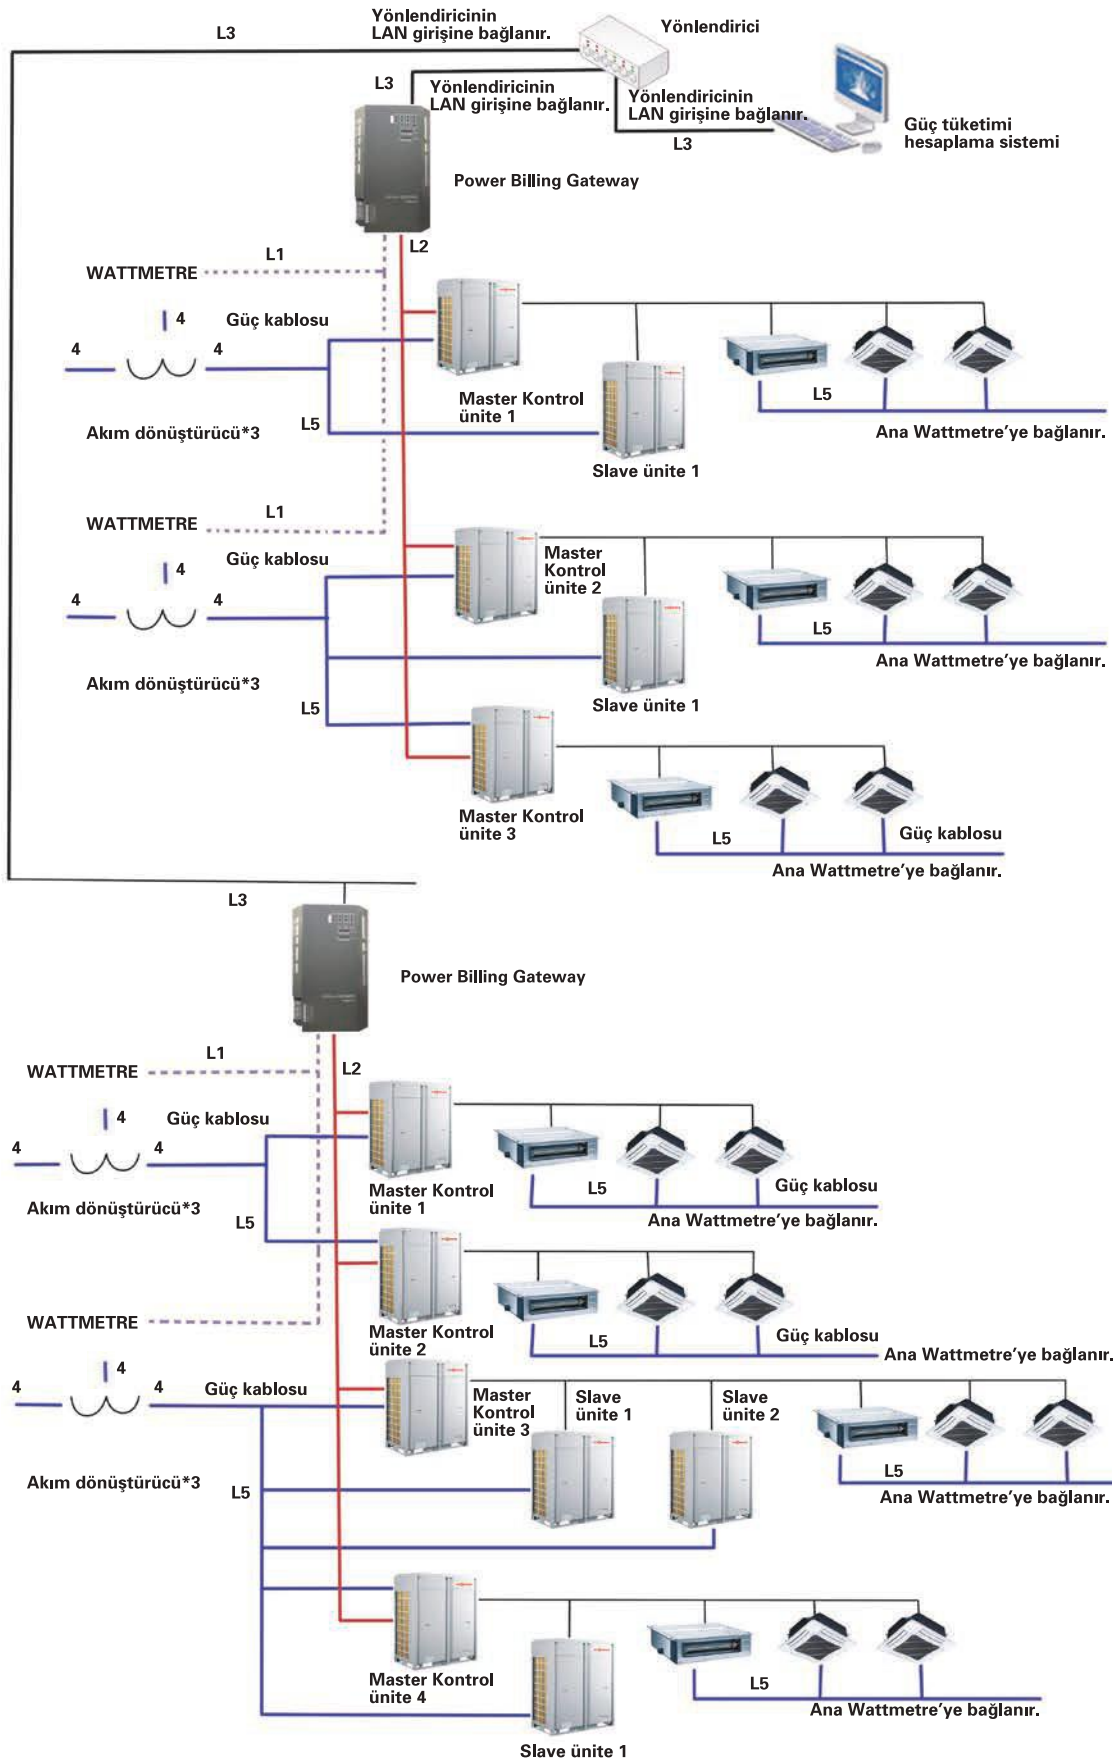 Yönlendiricinin
LAN girişine bağlanır.
Yönlendirici
L3
L3
Yönlendiricinin
LAN girişine bağlanır.
Yönlendiricinin
LAN girişine bağlanır.
L3
Güç tüketimi
hesaplama sistemi
Power Billing Gateway
L1
L2
WATTMETRE
4
Güç kablosu
4
4
Akım dönüştürücü*3
L5
Master Kontrol
ünite 1
L5
Ana Wattmetre'ye bağlanır.
Slave ünite 1
L1
WATTMETRE
Güç kablosu
4
4
4
Master
Kontrol
ünite 2
L5
Ana Wattmetre'ye bağlanır.
Akım dönüştürücü*3
L5
Slave ünite 1
Master Kontrol
ünite 3
L5
Güç kablosu
Ana Wattmetre'ye bağlanır.
L3
Power Billing Gateway
L1
L2
WATTMETRE
4
Güç kablosu
4
4
Akım dönüştürücü*3
L5
Master Kontrol
ünite 1
L5
Güç kablosu
Ana Wattmetre'ye bağlanır.
WATTMETRE
Master Kontrol
ünite 2
L5
Güç kablosu
Ana Wattmetre'ye bağlanır.
4
4
4
Güç kablosu
Master
Kontrol
ünite 3
Slave
ünite 1
Slave
ünite 2
Akım dönüştürücü*3
L5
L5
Ana Wattmetre'ye bağlanır.
Master Kontrol
ünite 4
L5
Ana Wattmetre'ye bağlanır.
Slave ünite 1